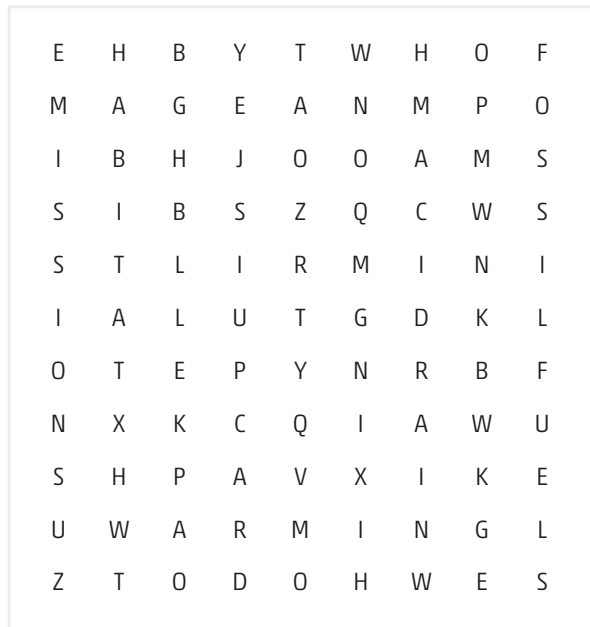 E H B Y T W H O F
M A G E A N M P O
I B H J O O A M S
S I B S Z Q C W S
S T L I R M I N I
I A L U T G D K L
O T E P Y N R B F
N X K C Q I A W U
S H P A V X I K E
U W A R M I N G L
Z T O D O H W E S